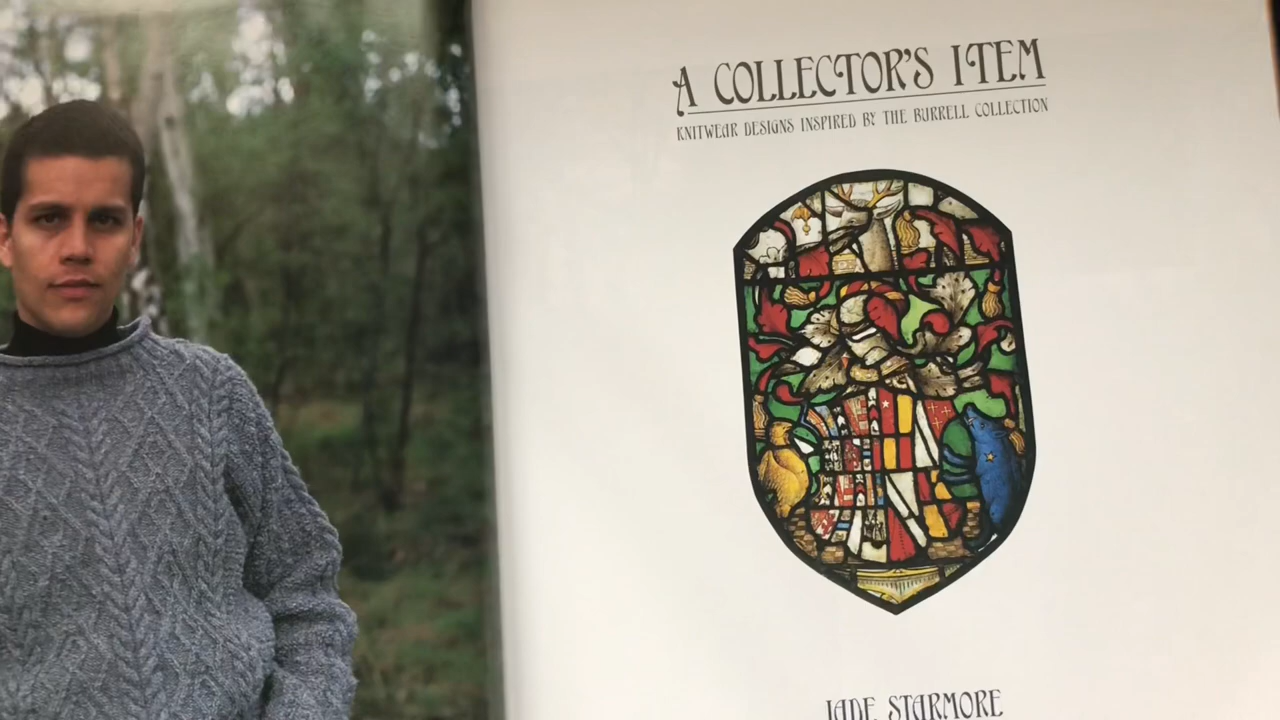 A COLLECTOR'S ITEM
KNITWEAR DESIGNS INSPIRED BY THE BURRELL COLLECTION
JADE STARMORE